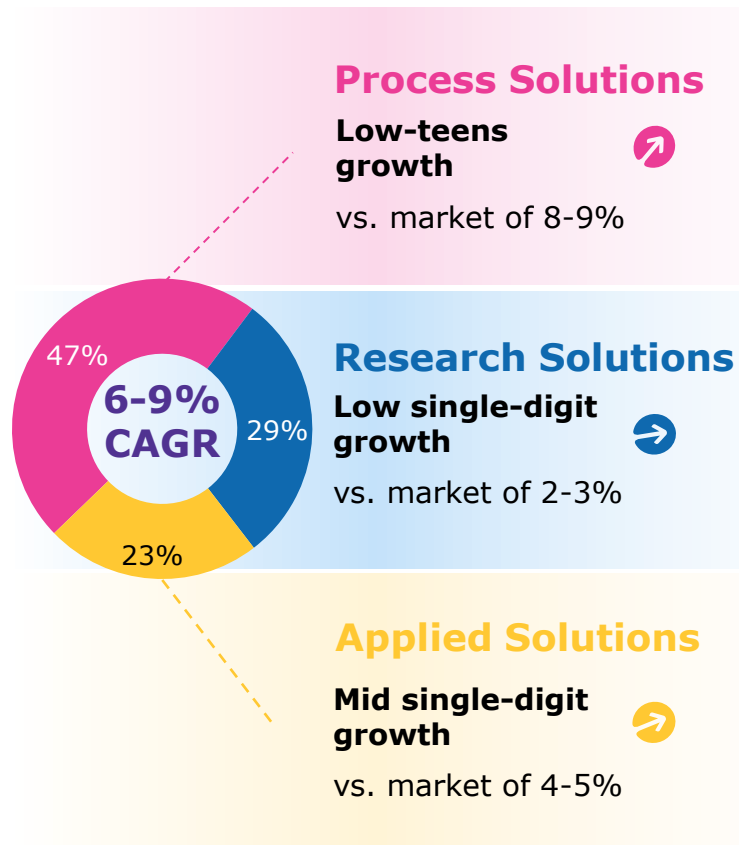 Process Solutions
Low-teens
growth
vs. market of 8-9%
47%
6-9%
CAGR
29%
23%
Research Solutions
Low single-digit
growth
vs. market of 2-3%
Applied Solutions
Mid single-digit
growth
vs. market of 4-5%